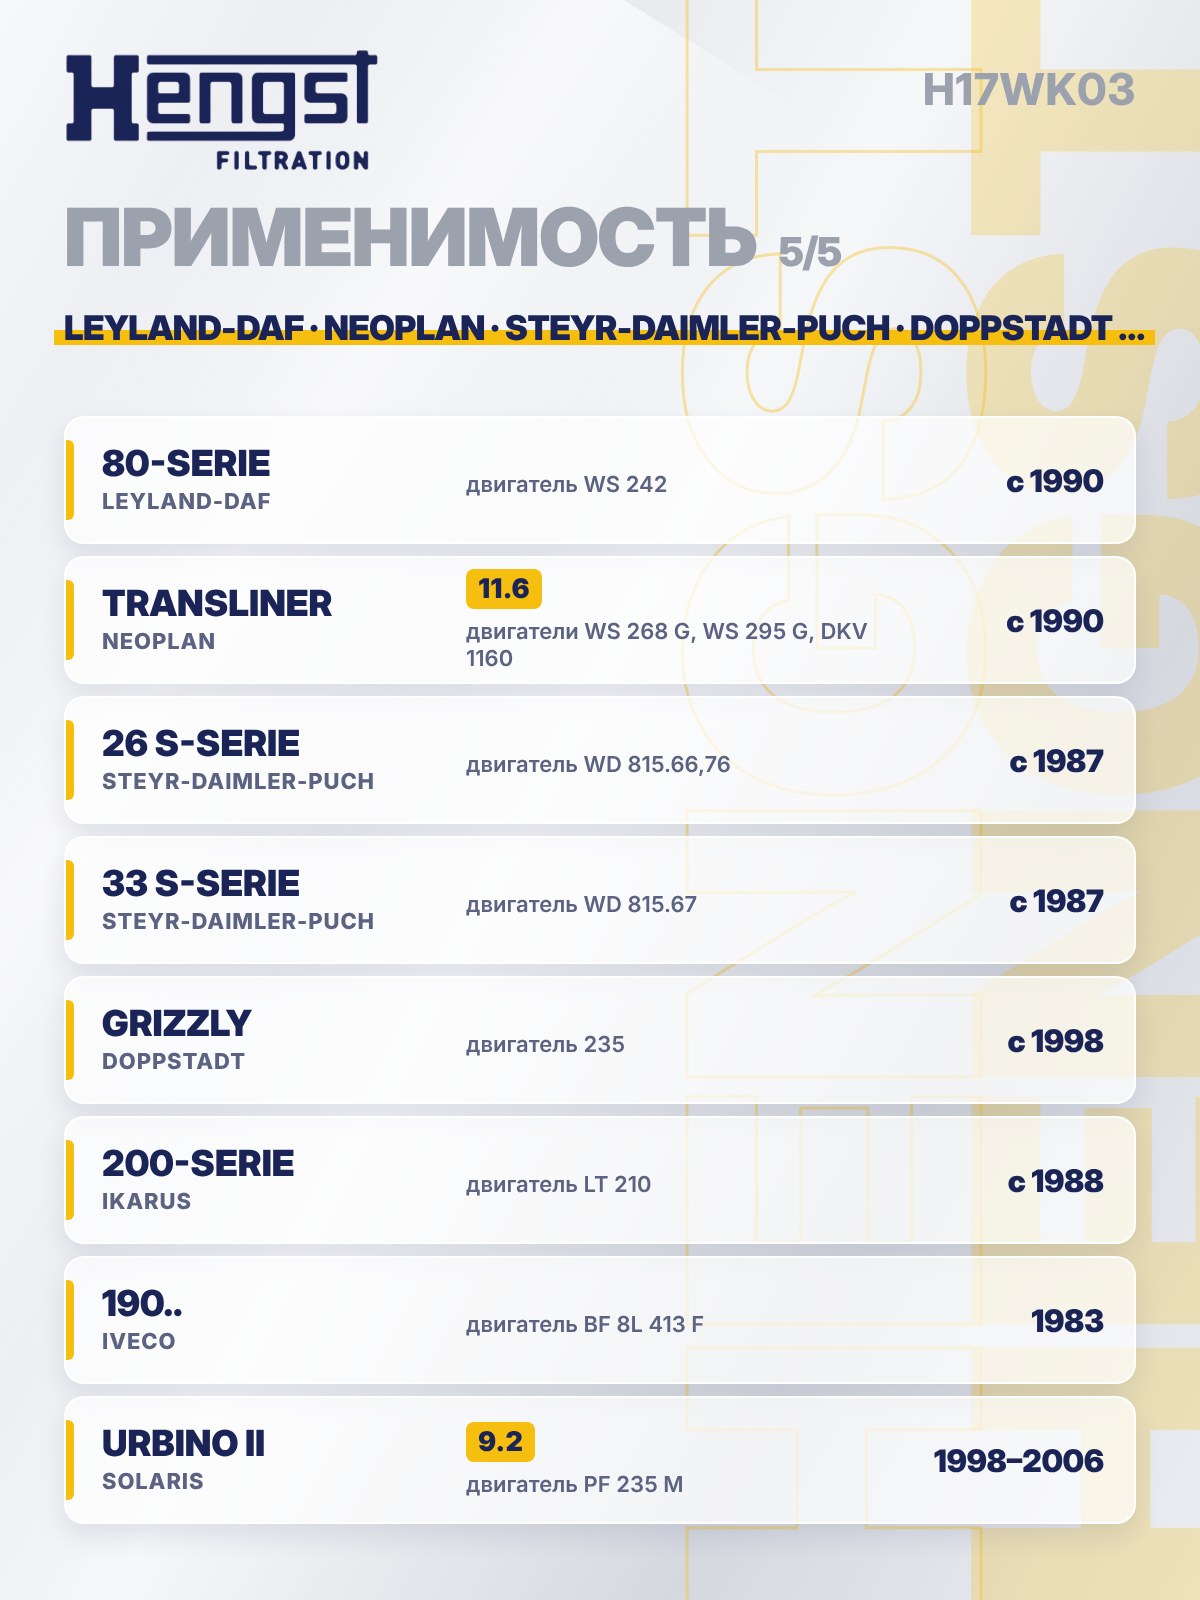 Hengst
FILTRATION
H17WK03
ПРИМЕНИМОСТЬ 5/5
LEYLAND-DAF · NEOPLAN · STEYR-DAIMLER-PUCH · DOPPSTADT ...
80-SERIE
LEYLAND-DAF
двигатель WS 242
с 1990
TRANSLINER
NEOPLAN
11.6
двигатели WS 268 G, WS 295 G, DKV
1160
с 1990
26 S-SERIE
STEYR-DAIMLER-PUCH
двигатель WD 815.66,76
с 1987
33 S-SERIE
STEYR-DAIMLER-PUCH
двигатель WD 815.67
с 1987
GRIZZLY
DOPPSTADT
двигатель 235
с 1998
200-SERIE
IKARUS
двигатель LT 210
с 1988
190..
IVECO
двигатель BF 8L 413 F
1983
URBINO II
SOLARIS
9.2
двигатель PF 235 M
1998–2006
HENGST
HENGST